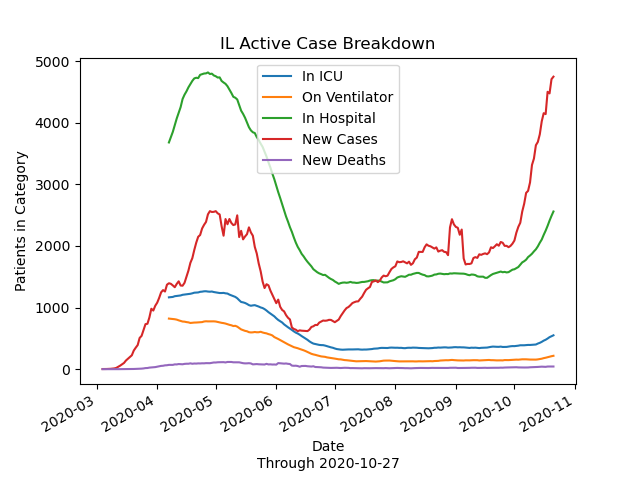 IL Active Case Breakdown
In ICU
On Ventilator
In Hospital
New Cases
New Deaths
Patients in Category
5000
4000
3000
2000
1000
0
2020-03
2020-04
2020-05
2020-06
2020-07
2020-08
2020-09
2020-10
2020-11
Date
Through 2020-10-27